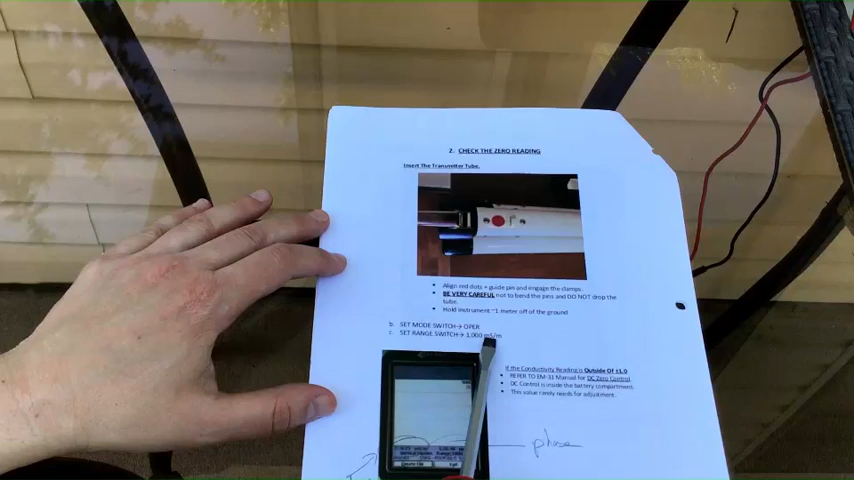 2. CHECK THE ZERO READING
Insert The Transmitter Tube.
Align red dots + guide pin and engage the clamps.
BE VERY CAREFUL not to bend the pins and DO NOT drop the
tube.
Hold instrument ~1 meter off of the ground
b. SET MODE SWITCH→ OPER
c. SET RANGE SWITCH→ 1,000 mS/m
If the Conductivity Reading is Outside Of ±1.0
REFER TO EM-31 Manual for DC Zero Control
DC Control is inside the battery compartment.
This value rarely needs for adjustment.
phase